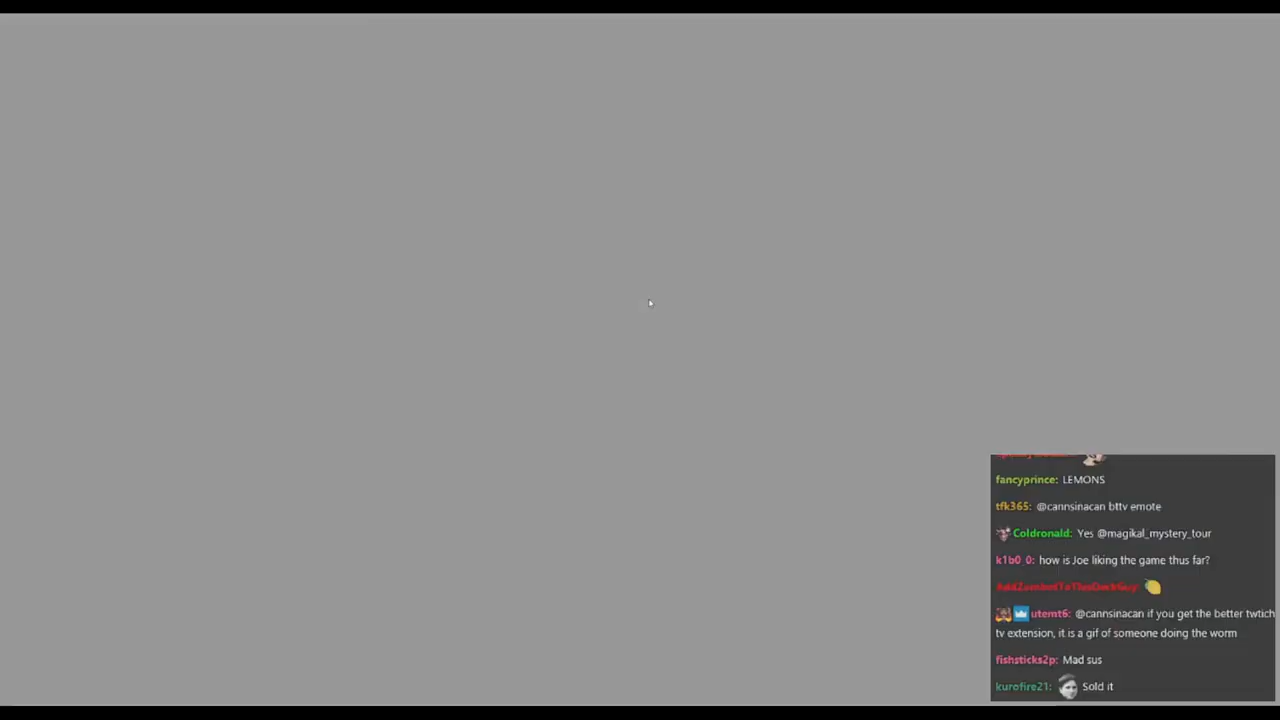 fancyprince: LEMONS
tfk365: @cannsinacan bttv emote
Coldronald: Yes @magikal_mystery_tour
k1b0_0: how is Joe liking the game thus far?
utemt6: @cannsinacan if you get the better twtich
tv extension, it is a gif of someone doing the worm
fishsticks2p: Mad sus
kurofire21: Sold it